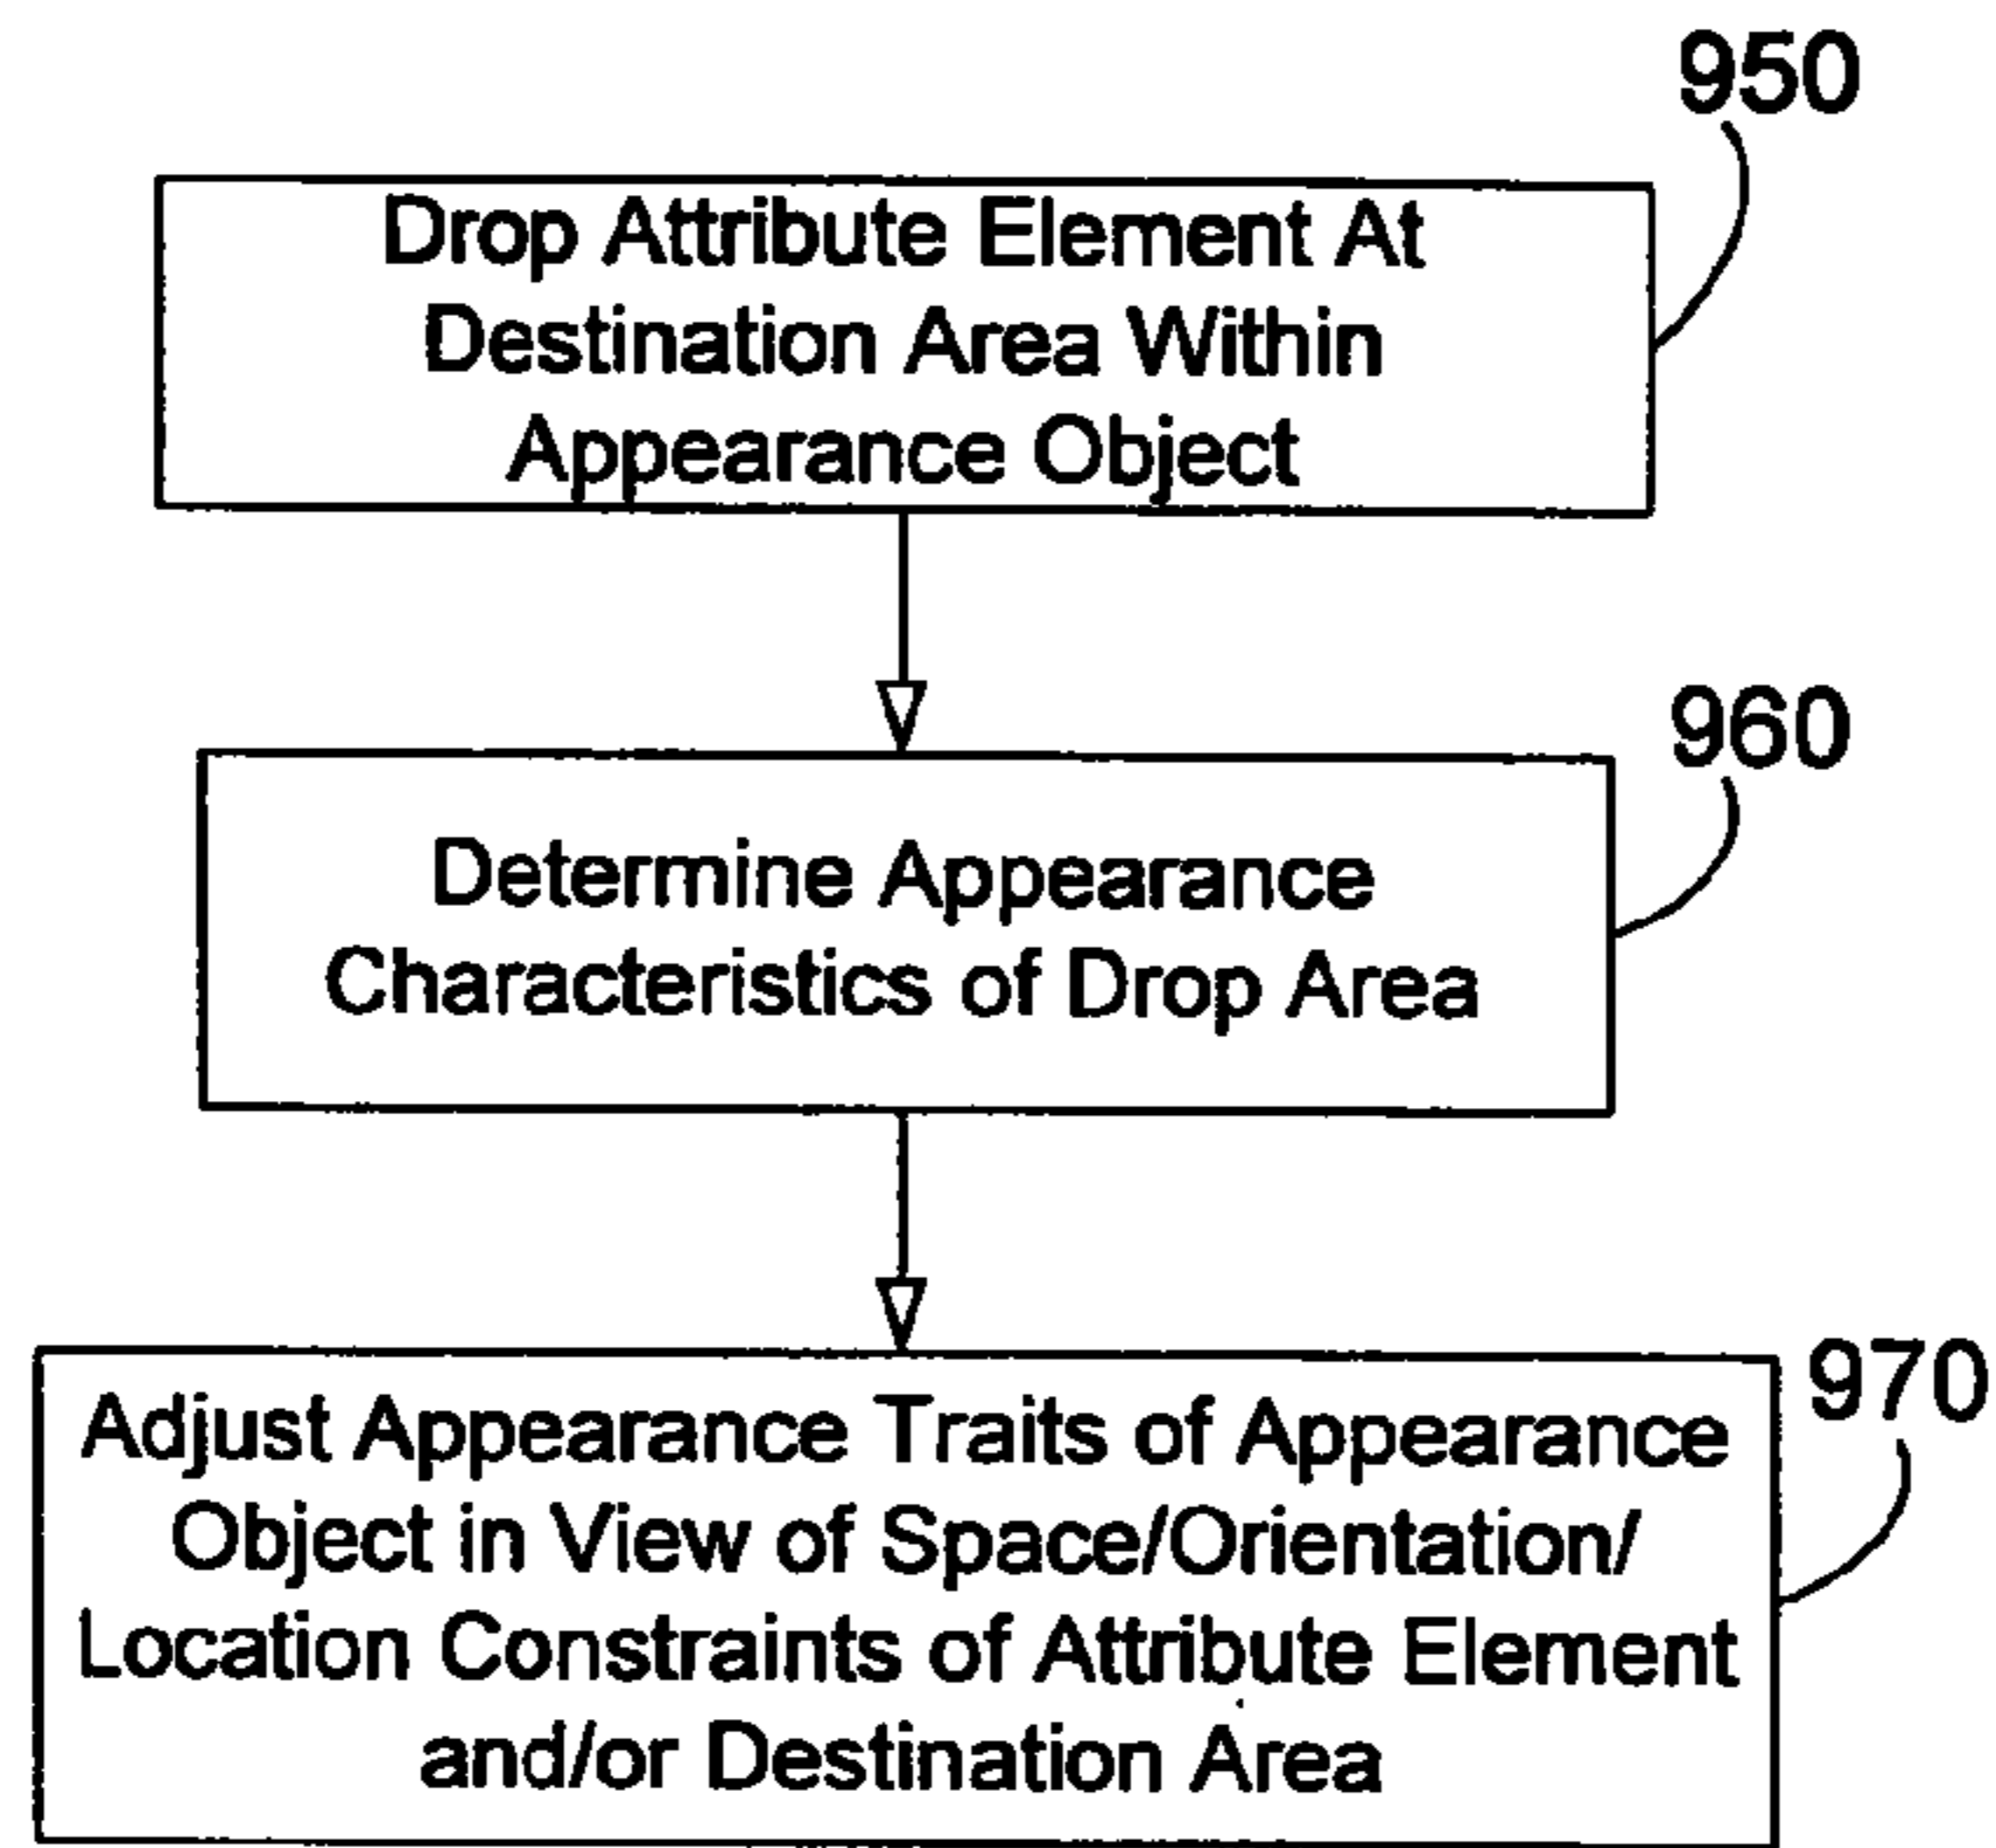 950
Drop Attribute Element At
Destination Area Within
Appearance Object
960
Determine Appearance
Characteristics of Drop Area
970
Adjust Appearance Traits of Appearance
Object in View of Space/Orientation/
Location Constraints of Attribute Element
and/or Destination Area